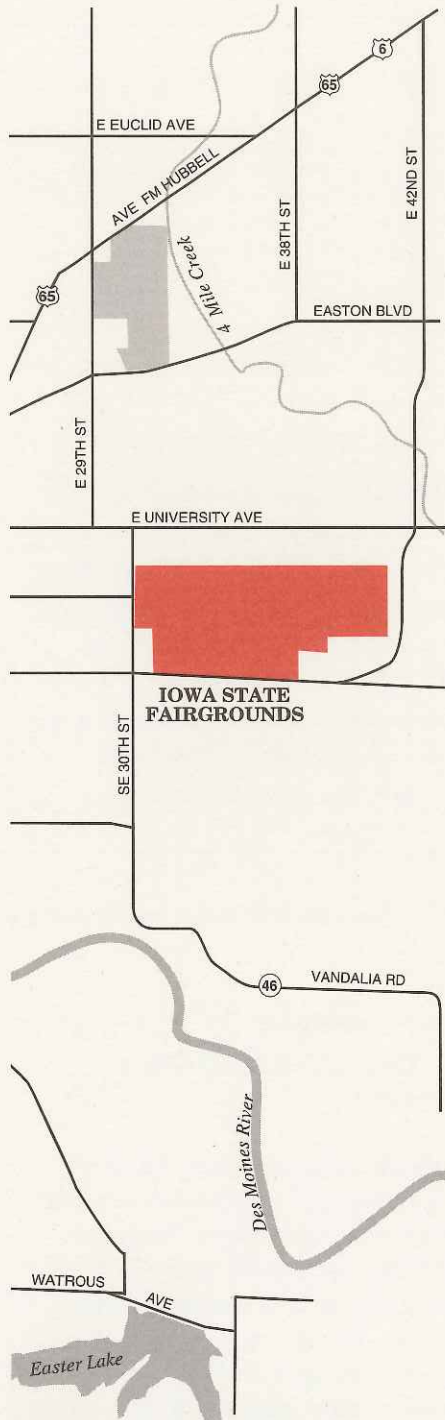 6
65
E EUCLID AVE
E 42ND ST
AVE FM HUBBELL
E 38TH ST
4 Mile Creek
65
EASTON BLVD
E 29TH ST
E UNIVERSITY AVE
IOWA STATE
FAIRGROUNDS
SE 30TH ST
46
VANDALIA RD
Des Moines River
WATROUS
AVE
Easter Lake